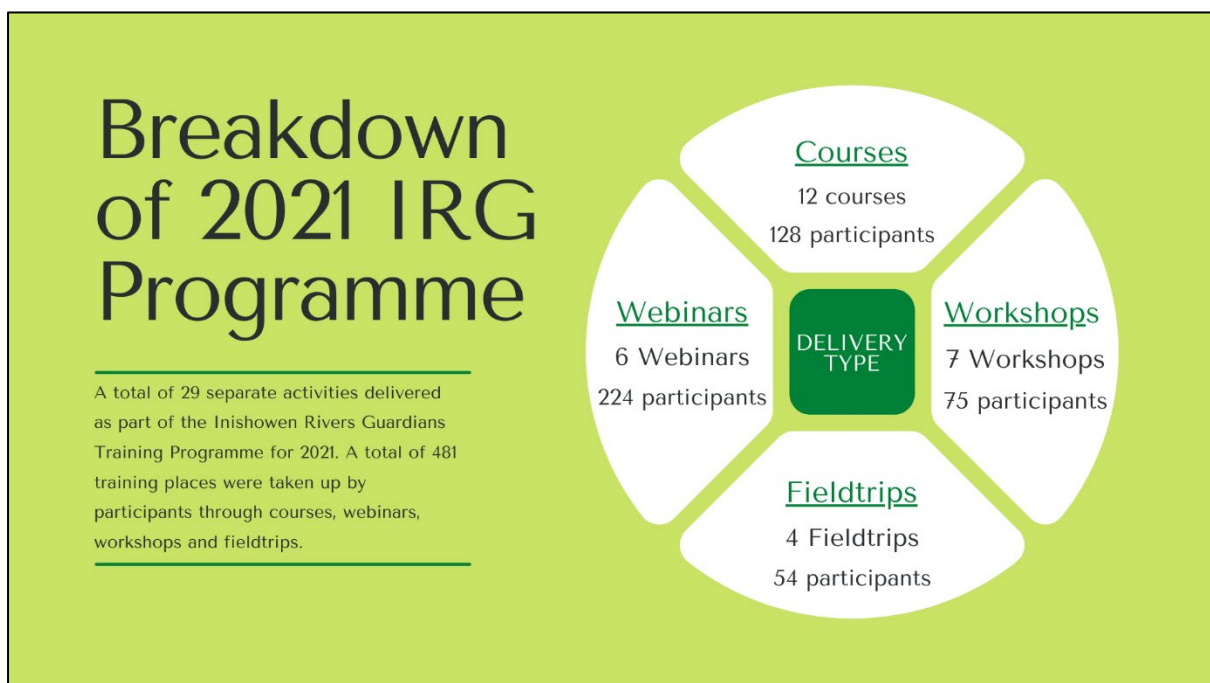 Breakdown
of 2021 IRG
Programme
A total of 29 separate activities delivered
as part of the Inishowen Rivers Guardians
Training Programme for 2021. A total of 481
training places were taken up by
participants through courses, webinars,
workshops and fieldtrips.
Courses
12 courses
128 participants
Webinars
6 Webinars
224 participants
DELIVERY
TYPE
Workshops
7 Workshops
75 participants
Fieldtrips
4 Fieldtrips
54 participants